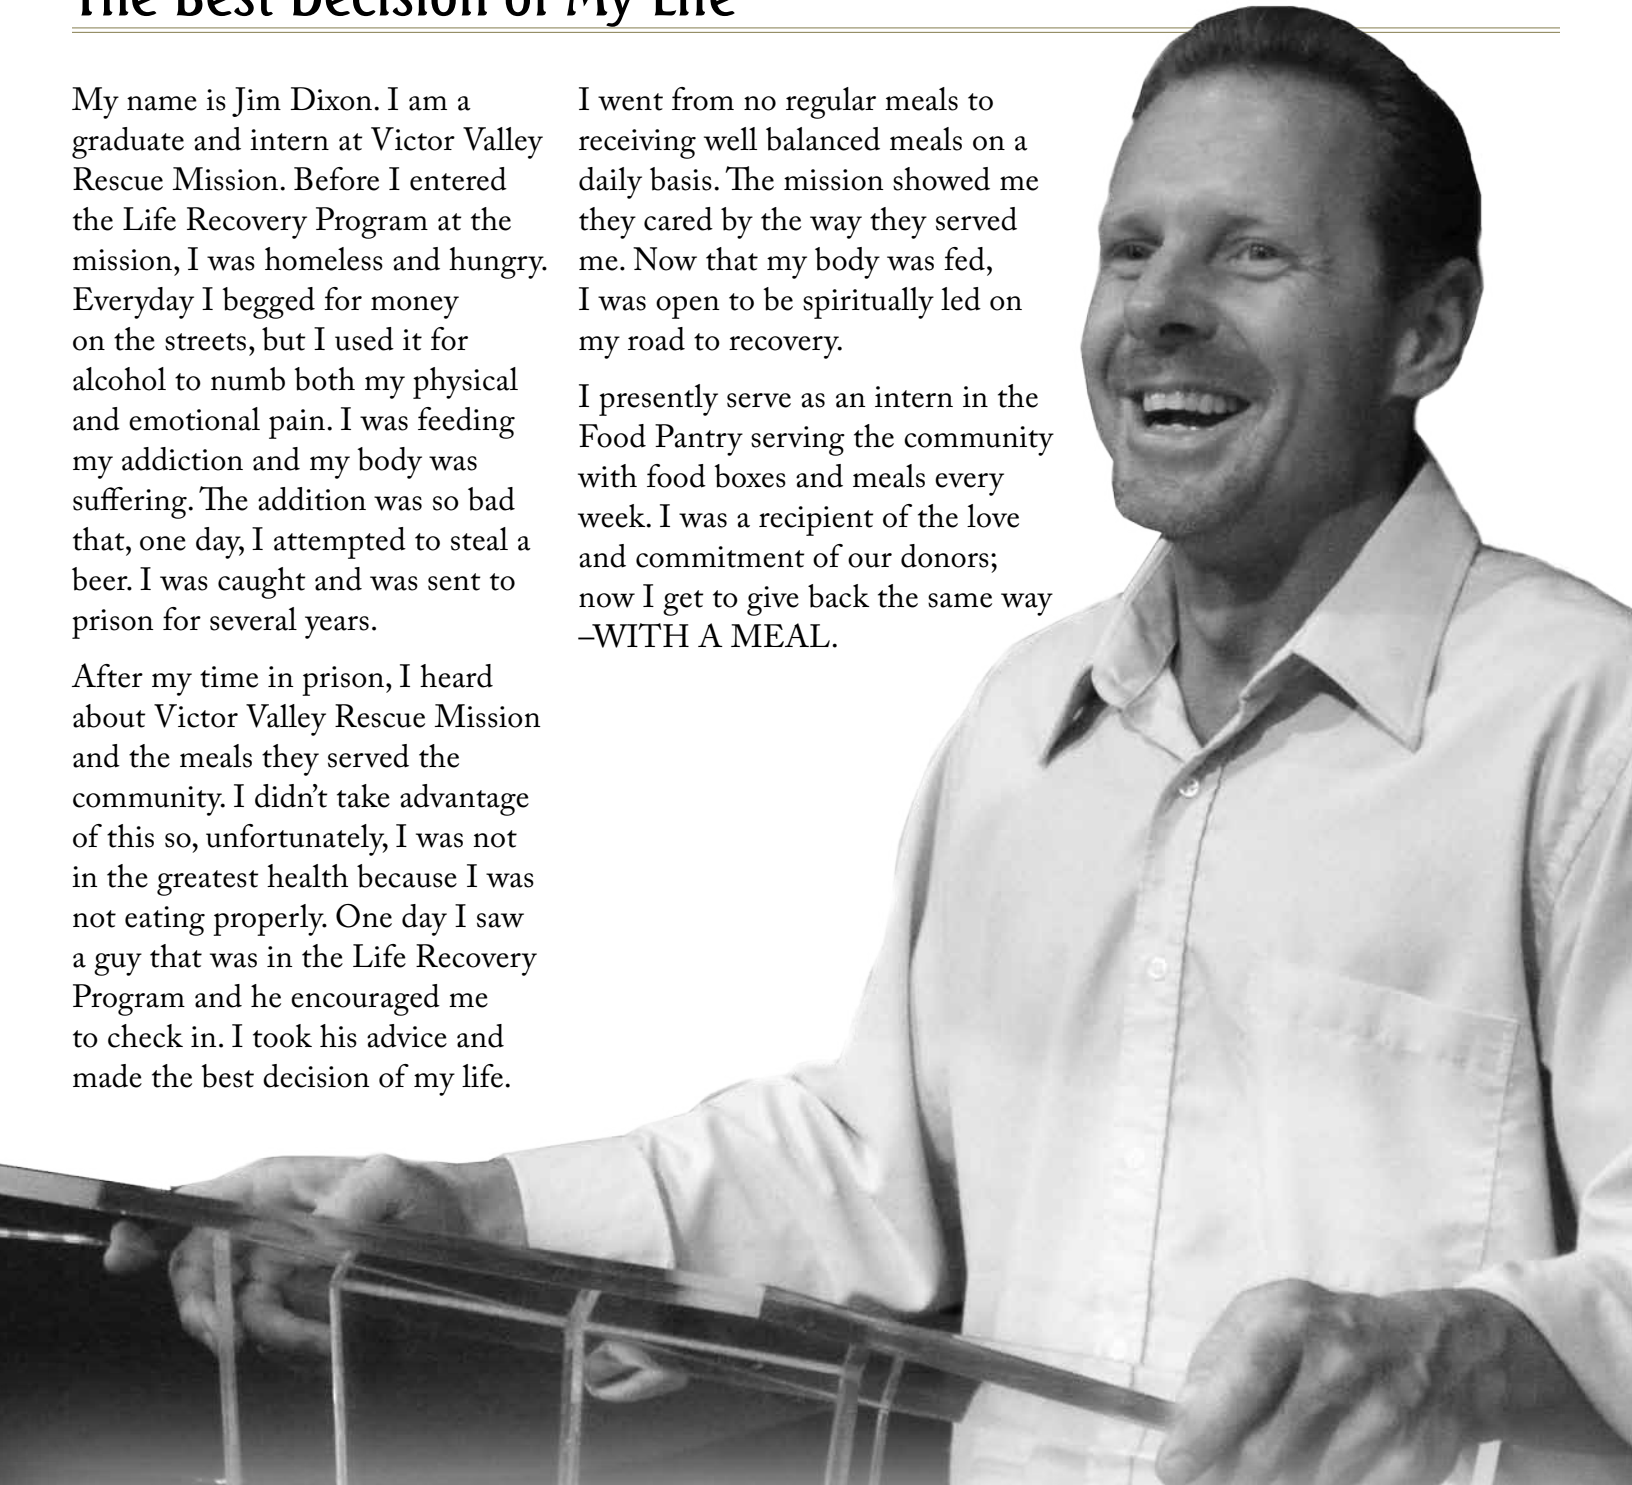 The Best Decision of My Life
My name is Jim Dixon. I am a
graduate and intern at Victor Valley
Rescue Mission. Before I entered
the Life Recovery Program at the
mission, I was homeless and hungry.
Everyday I begged for money
on the streets, but I used it for
alcohol to numb both my physical
and emotional pain. I was feeding
my addiction and my body was
suffering. The addition was so bad
that, one day, I attempted to steal a
beer. I was caught and was sent to
prison for several years.
After my time in prison, I heard
about Victor Valley Rescue Mission
and the meals they served the
community. I didn’t take advantage
of this so, unfortunately, I was not
in the greatest health because I was
not eating properly. One day I saw
a guy that was in the Life Recovery
Program and he encouraged me
to check in. I took his advice and
made the best decision of my life.
I went from no regular meals to
receiving well balanced meals on a
daily basis. The mission showed me
they cared by the way they served
me. Now that my body was fed,
I was open to be spiritually led on
my road to recovery.
I presently serve as an intern in the
Food Pantry serving the community
with food boxes and meals every
week. I was a recipient of the love
and commitment of our donors;
now I get to give back the same way
–WITH A MEAL.